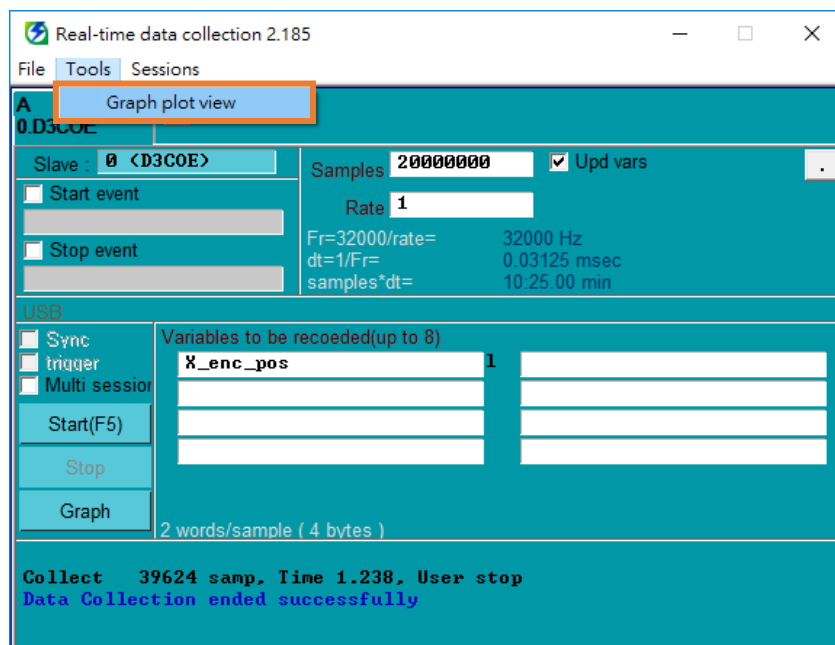 Real-time data collection 2.185
File Tools Sessions
Graph plot view
A
0.D3COE
Slave : 0 (D3COE)
Samples 20000000
Upd vars
.
Start event
Rate 1
Stop event
Fr=32000/rate= 32000 Hz
dt=1/Fr= 0.03125 msec
samples*dt= 10:25.00 min
USB
Sync
trigger
Multi session
Variables to be recoeded(up to 8)
X_enc_pos 1
Start(F5)
Stop
Graph
2 words/sample ( 4 bytes )
Collect 39624 samp, Time 1.238, User stop
Data Collection ended successfully